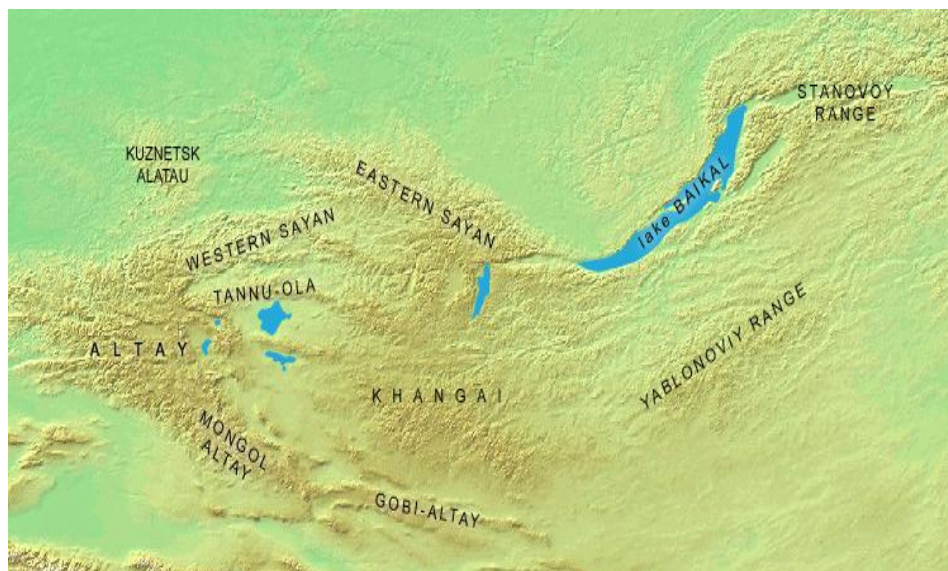 STANOVOY
RANGE
KUZNETSK
ALATAU
EASTERN SAYAN
lake BAIKAL
WESTERN SAYAN
TANNU-OLA
ALTAY
YABLONOVIY RANGE
KHANGAI
MONGOL
ALTAY
GOBI-ALTAY